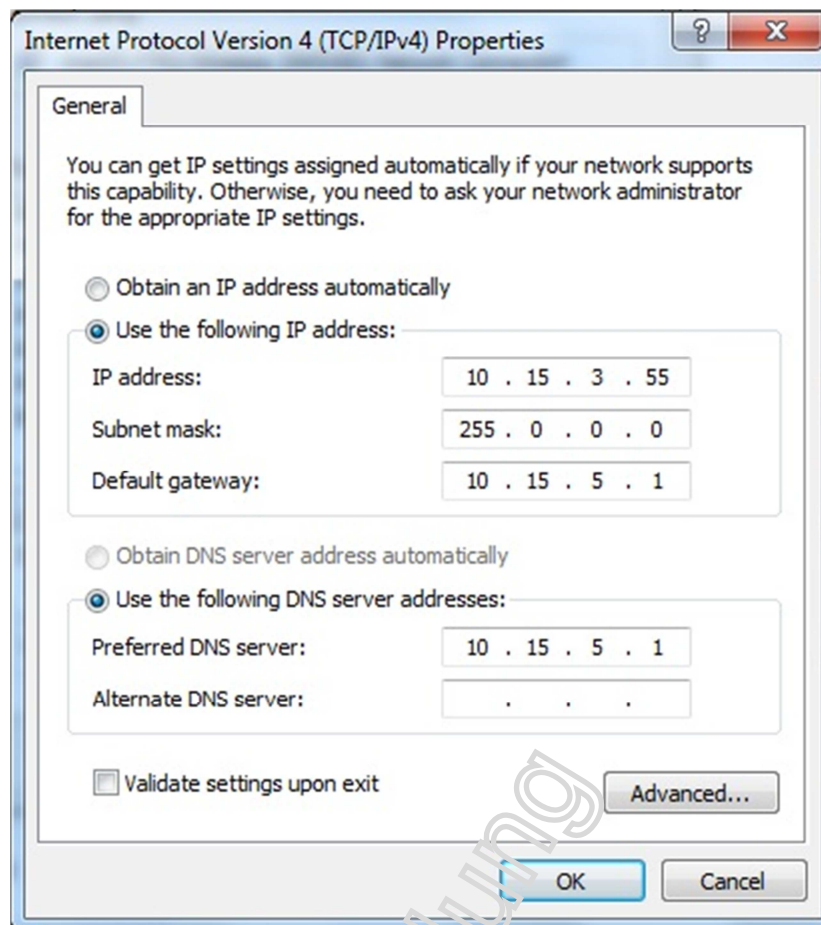 Internet Protocol Version 4 (TCP/IPv4) Properties
General
You can get IP settings assigned automatically if your network supports
this capability. Otherwise, you need to ask your network administrator
for the appropriate IP settings.
Obtain an IP address automatically
Use the following IP address:
IP address: 10 . 15 . 3 . 55
Subnet mask: 255 . 0 . 0 . 0
Default gateway: 10 . 15 . 5 . 1
Obtain DNS server address automatically
Use the following DNS server addresses:
Preferred DNS server: 10 . 15 . 5 . 1
Alternate DNS server: . . .
Validate settings upon exit
Advanced...
OK Cancel